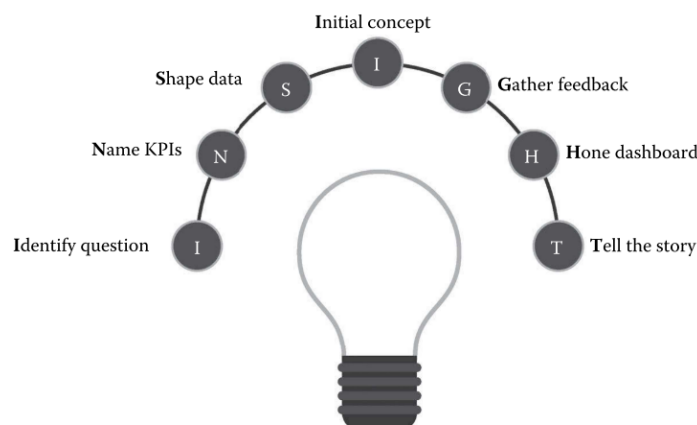 Identify question
I
Name KPIs
N
Shape data
S
Initial concept
I
G
Gather feedback
H
Hone dashboard
T
Tell the story